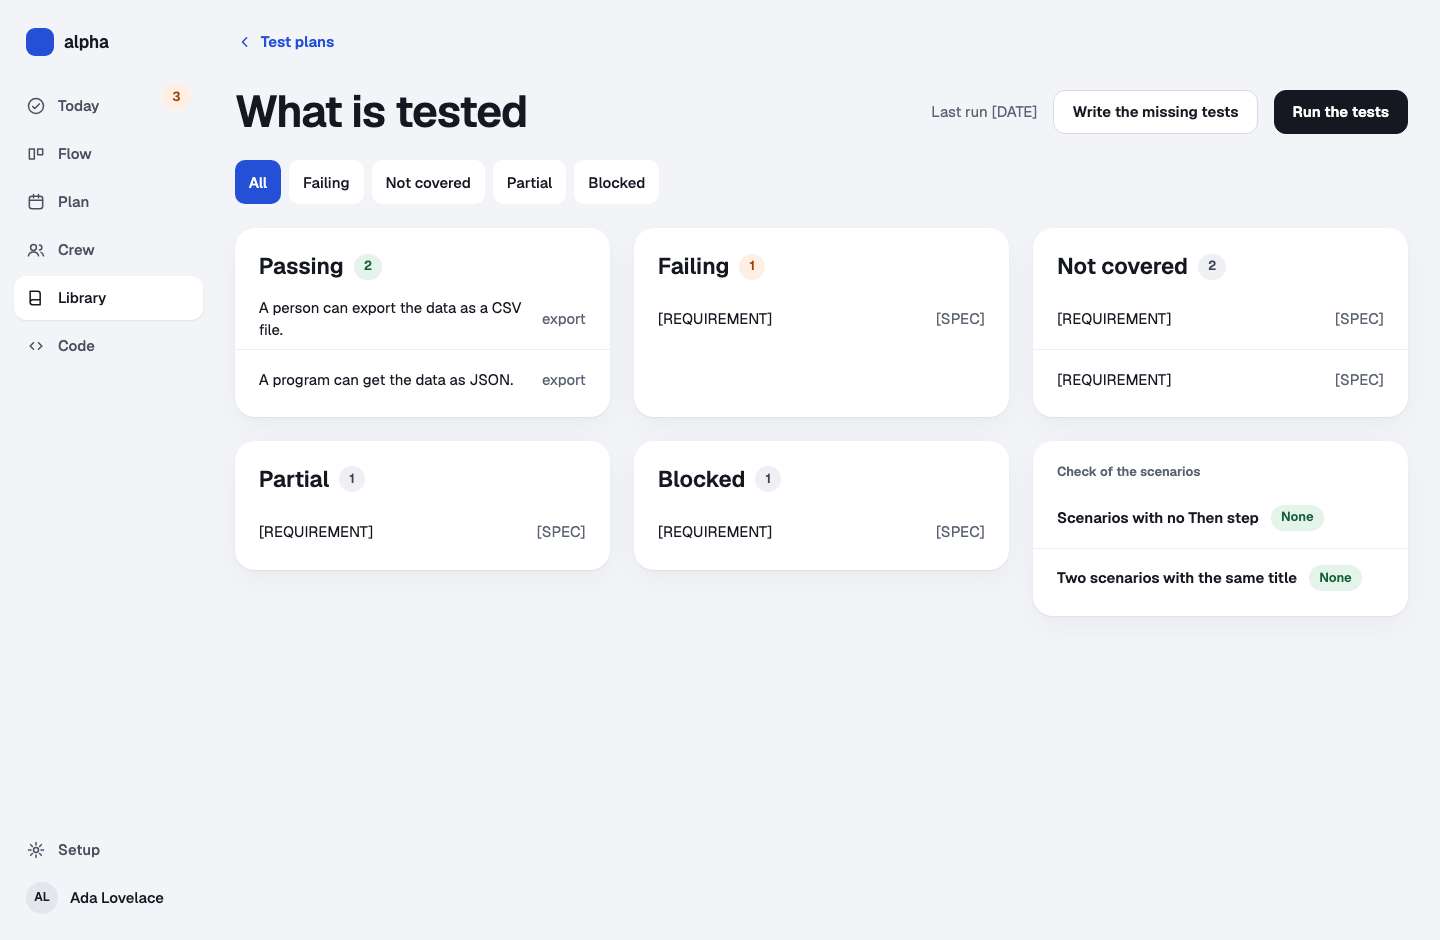 alpha
Today
3
Flow
Plan
Crew
Library
Code
Setup
AL
Ada Lovelace
Test plans
What is tested
Last run [DATE]
Write the missing tests
Run the tests
All
Failing
Not covered
Partial
Blocked
Passing 2
A person can export the data as a CSV
file.
export
A program can get the data as JSON.
export
Failing 1
[REQUIREMENT]
[SPEC]
Not covered 2
[REQUIREMENT]
[SPEC]
[REQUIREMENT]
[SPEC]
Partial 1
[REQUIREMENT]
[SPEC]
Blocked 1
[REQUIREMENT]
[SPEC]
Check of the scenarios
Scenarios with no Then step
None
Two scenarios with the same title
None